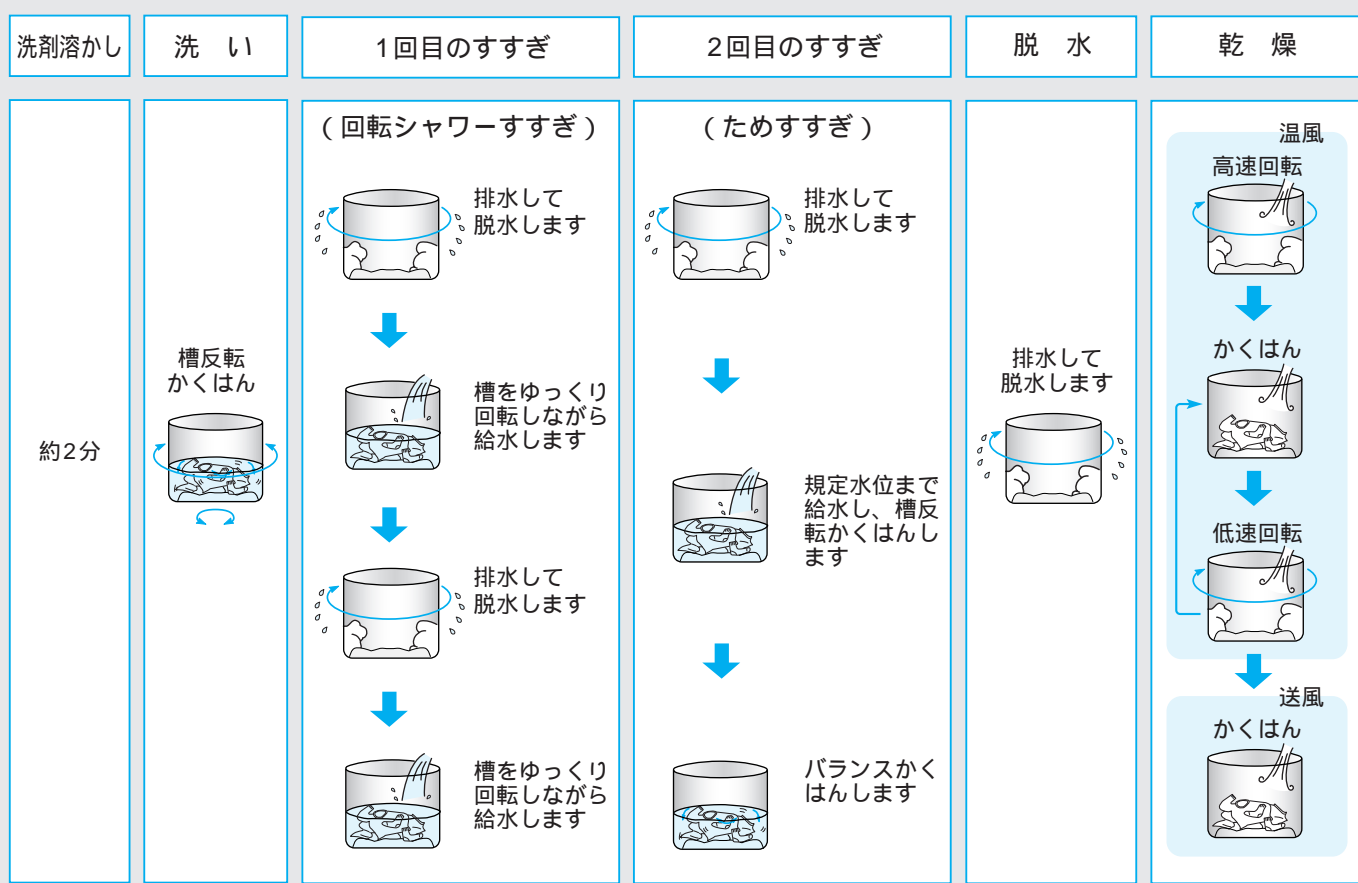 洗剤溶かし
洗い
1回目のすすぎ
2回目のすすぎ
脱水
乾燥
約2分
槽反転
かくはん
(回転シャワーすすぎ)
排水して
脱水します
槽をゆっくり
回転しながら
給水します
排水して
脱水します
槽をゆっくり
回転しながら
給水します
(ためすすぎ)
排水して
脱水します
規定水位まで
給水し、槽反
転かくはんし
ます
バランスかく
はんします
排水して
脱水します
温風
高速回転
かくはん
低速回転
送風
かくはん